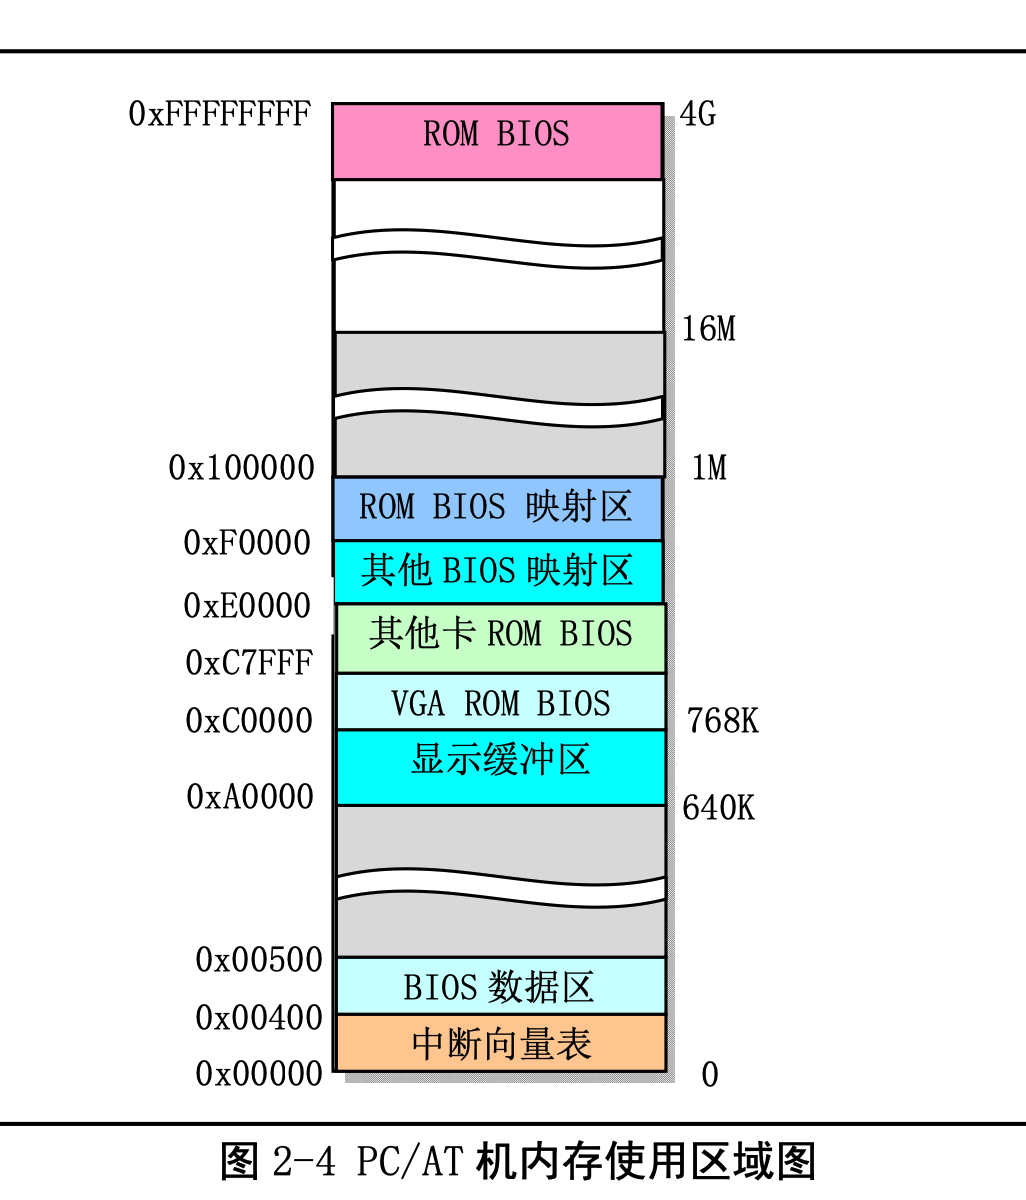 0xFFFFFFFF ROM BIOS 4G
16M
0x100000 1M
ROM BIOS 映射区
0xF0000
其他 BIOS 映射区
0xE0000
其他卡 ROM BIOS
0xC7FFF
VGA ROM BIOS
0xC0000 768K
显示缓冲区
0xA0000 640K
0x00500
BIOS 数据区
0x00400
中断向量表
0x00000 0
图 2-4 PC/AT 机内存使用区域图